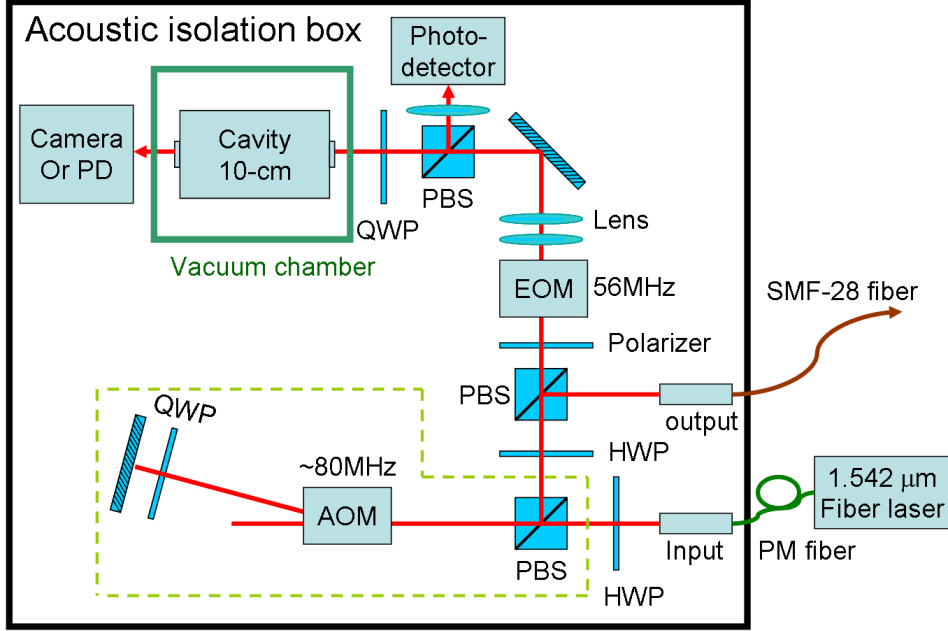 Acoustic isolation box
Photo-
detector
Camera
Or PD
Cavity
10-cm
PBS
QWP
Vacuum chamber
Lens
EOM
56MHz
SMF-28 fiber
Polarizer
PBS
output
QWP
~80MHz
AOM
HWP
PBS
HWP
Input
PM fiber
1.542 μm
Fiber laser